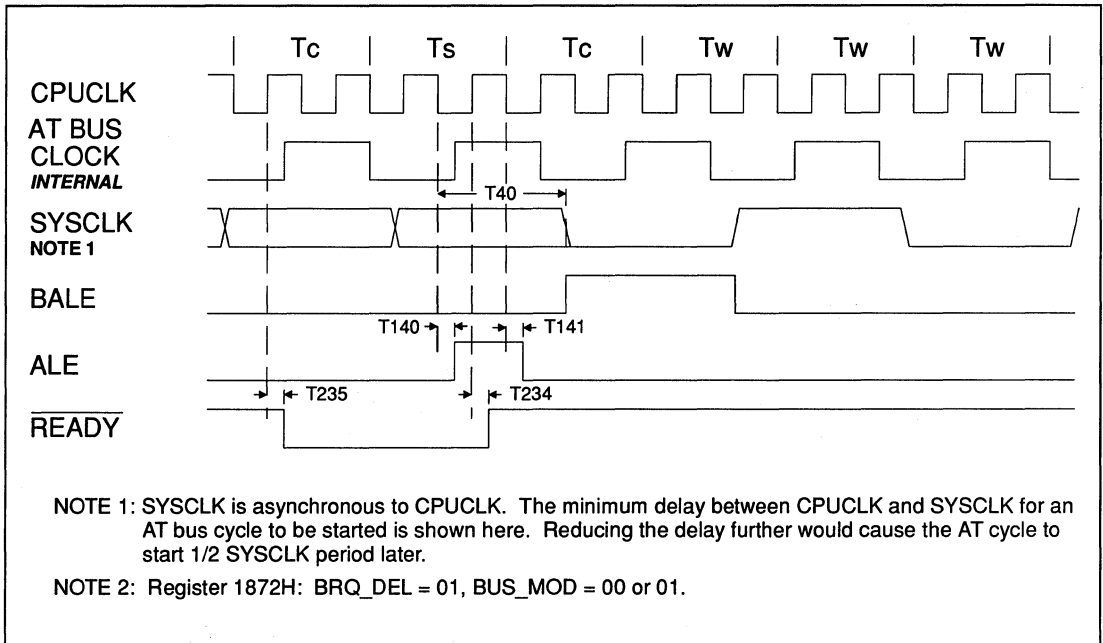 Tc Ts Tc Tw Tw Tw
CPUCLK
AT BUS
CLOCK
INTERNAL
T40
SYSCLK
NOTE 1
BALE
T140 T141
ALE
T235 T234
READY
NOTE 1: SYSCLK is asynchronous to CPUCLK. The minimum delay between CPUCLK and SYSCLK for an
AT bus cycle to be started is shown here. Reducing the delay further would cause the AT cycle to
start 1/2 SYSCLK period later.
NOTE 2: Register 1872H: BRQ_DEL = 01, BUS_MOD = 00 or 01.